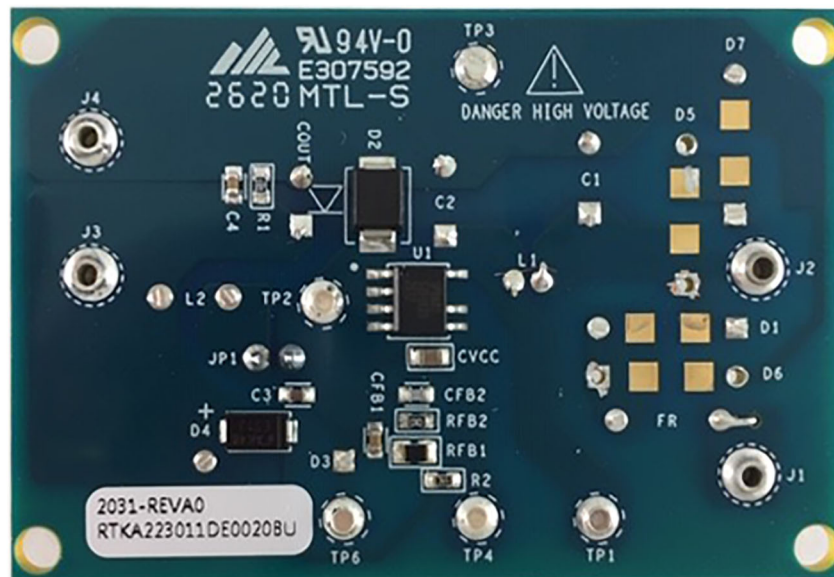 94V-0
E307592
2620 MTL-S
TP3
DANGER HIGH VOLTAGE
D7
D5
J4
COUT
D2
C4
R1
C2
C1
J3
U1
L1
J2
L2
TP2
D1
JP1
CVCC
D6
C3
CFB1
CFB2
RFB2
FR
+
D4
D3
RFB1
R2
J1
2031-REVA0
RTKA223011DE0020BU
TP6
TP4
TP1